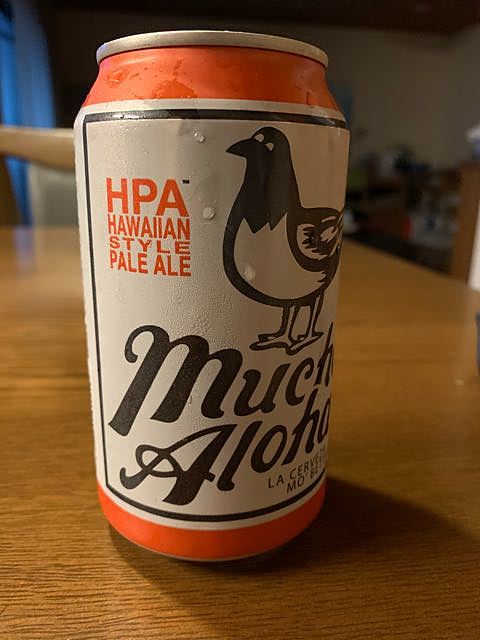 HPA™
HAWAIIAN
STYLE
PALE ALE
Much
Aloha
LA CERVE
MO' BE